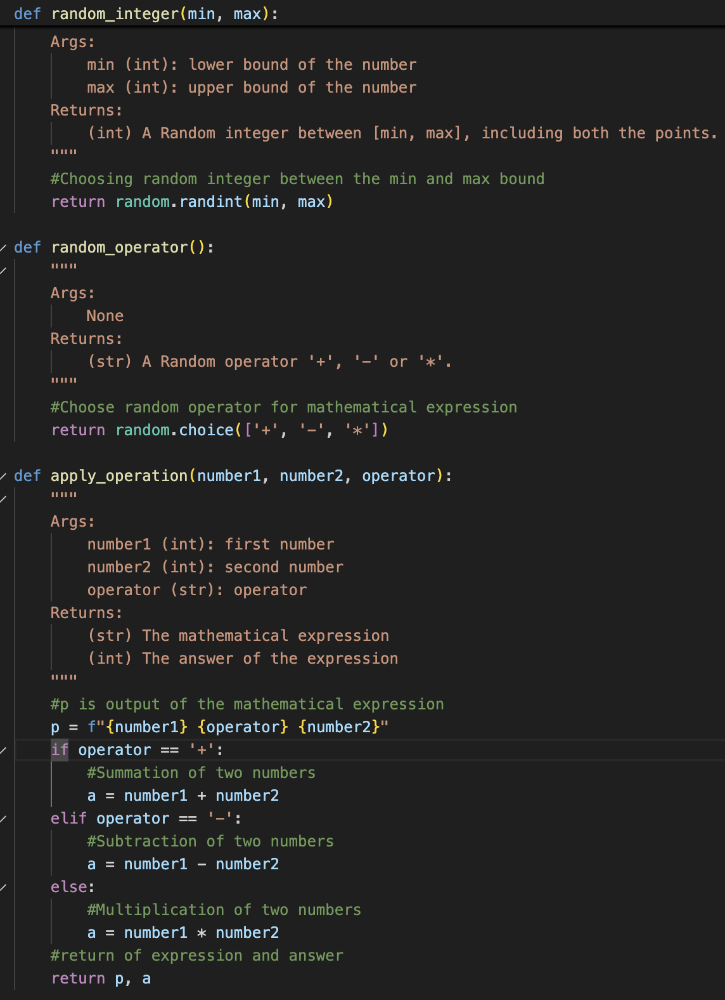 def random_integer(min, max):
    Args:
        min (int): lower bound of the number
        max (int): upper bound of the number
    Returns:
        (int) A Random integer between [min, max], including both the points.
    """
    #Choosing random integer between the min and max bound
    return random.randint(min, max)
def random_operator():
    """
    Args:
        None
    Returns:
        (str) A Random operator '+', '-' or '*'.
    """
    #Choose random operator for mathematical expression
    return random.choice(['+', '-', '*'])
def apply_operation(number1, number2, operator):
    """
    Args:
        number1 (int): first number
        number2 (int): second number
        operator (str): operator
    Returns:
        (str) The mathematical expression
        (int) The answer of the expression
    """
    #p is output of the mathematical expression
    p = f"{number1} {operator} {number2}"
    if operator == '+':
        #Summation of two numbers
        a = number1 + number2
    elif operator == '-':
        #Subtraction of two numbers
        a = number1 - number2
    else:
        #Multiplication of two numbers
        a = number1 * number2
    #return of expression and answer
    return p, a